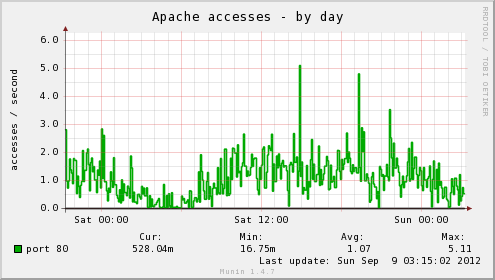 Apache accesses - by day
RRDTOOL / TOBI OETIKER
accesses / second
6.0
5.0
4.0
3.0
2.0
1.0
0.0
Sat 00:00 Sat 12:00 Sun 00:00
Cur: Min: Avg: Max:
port 80 528.04m 16.75m 1.07 5.11
Last update: Sun Sep 9 03:15:02 2012
Munin 1.4.7